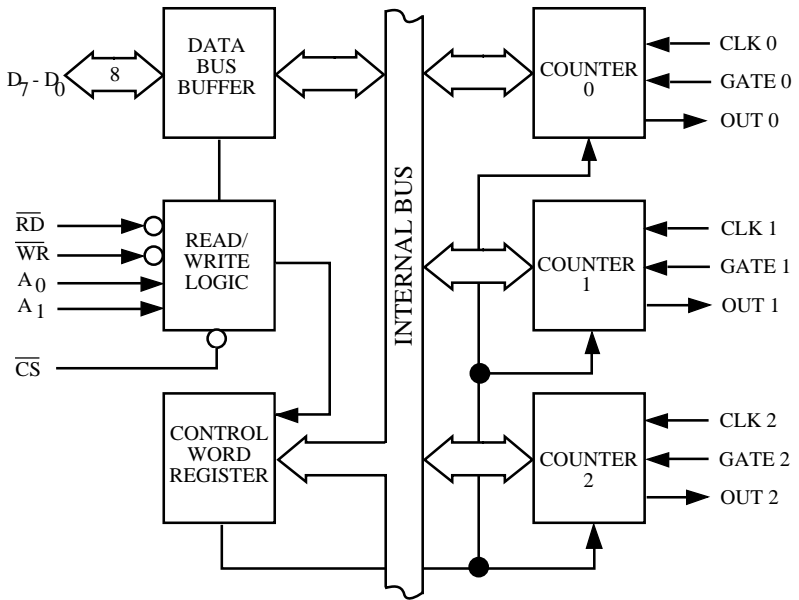 DATA
BUS
BUFFER
D7 - D0
8
COUNTER
0
CLK 0
GATE 0
OUT 0
INTERNAL BUS
RD
WR
A0
A1
CS
READ/
WRITE
LOGIC
COUNTER
1
CLK 1
GATE 1
OUT 1
CONTROL
WORD
REGISTER
COUNTER
2
CLK 2
GATE 2
OUT 2